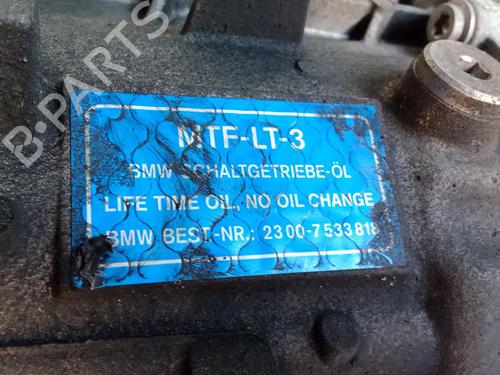 B-PARTS
MTF-LT-3
BMW SCHALTGETRIEBE-ÖL
LIFE TIME OIL, NO OIL CHANGE
BMW BEST-NR.: 23 00-7 533 818